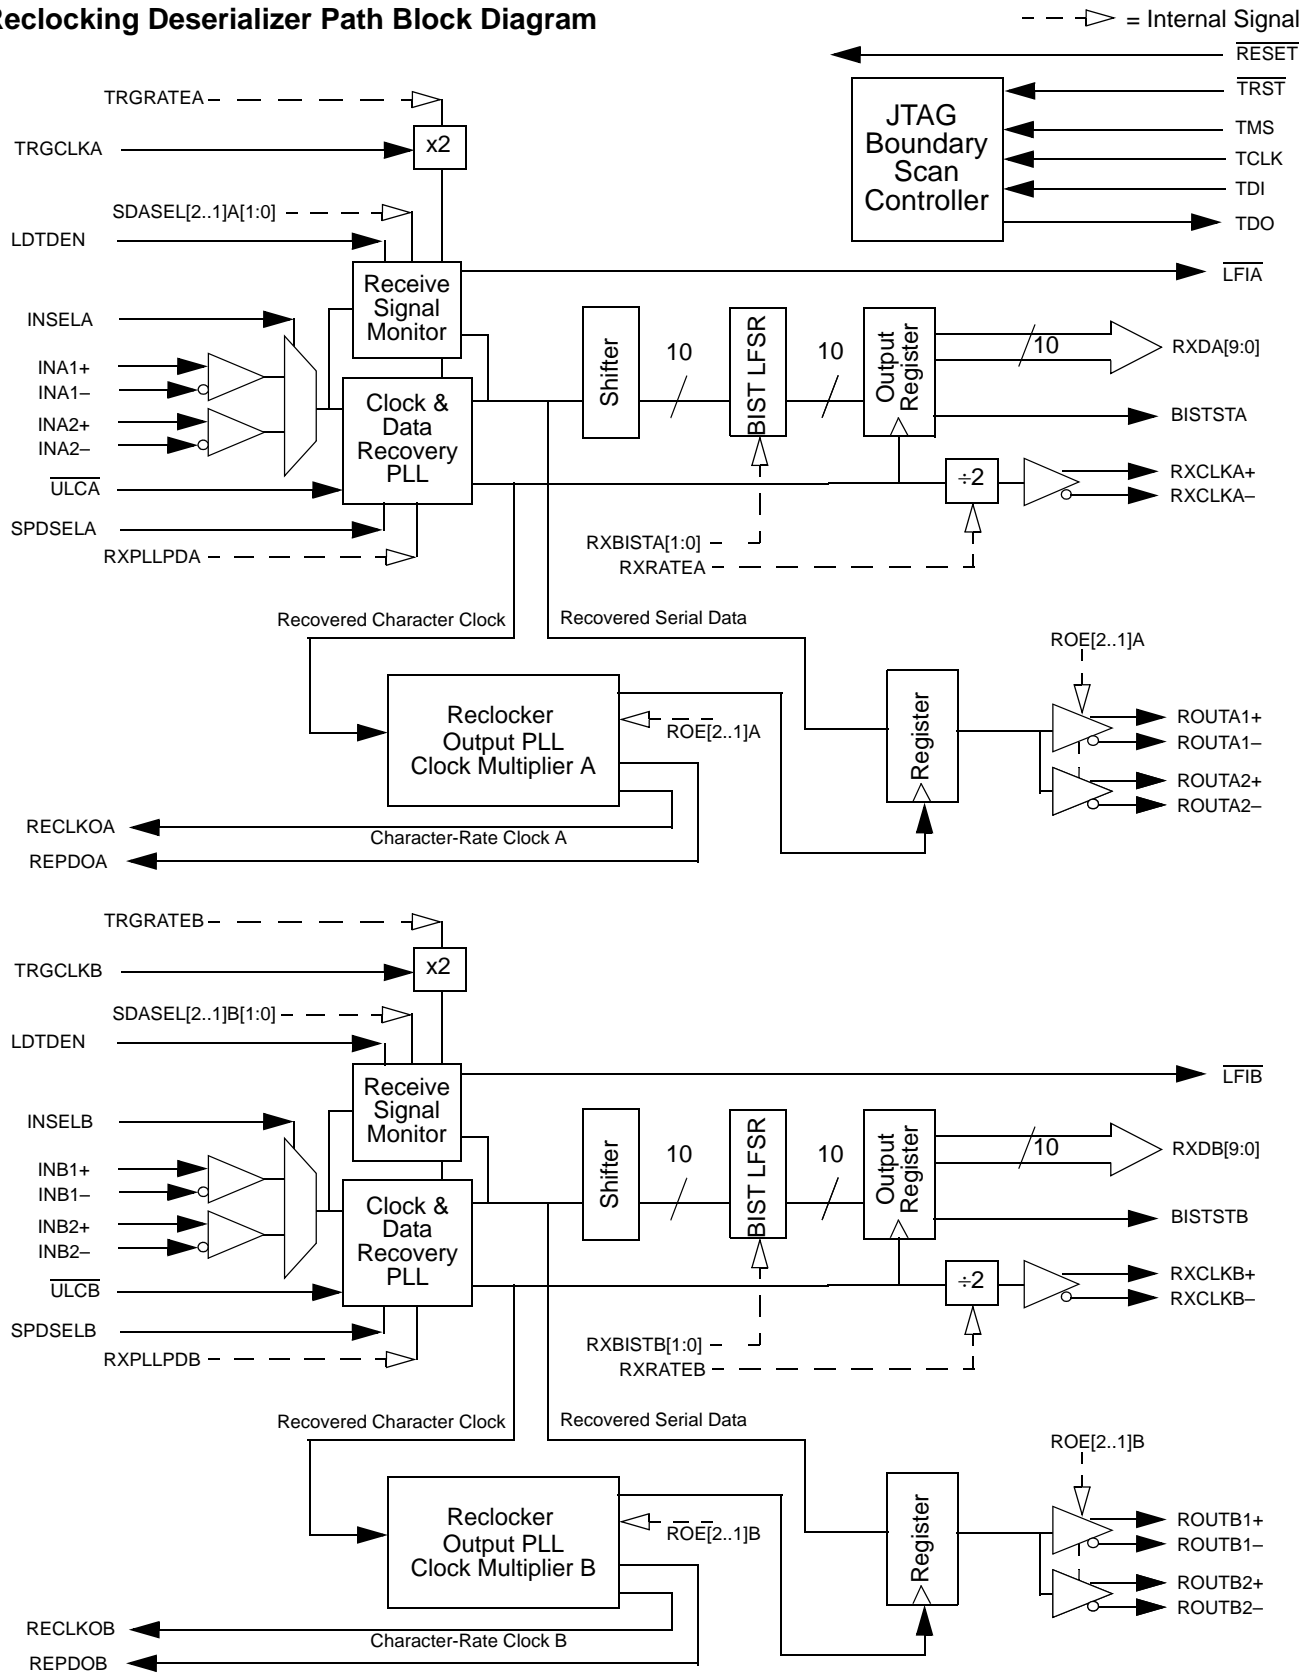 Reclocking Deserializer Path Block Diagram
= Internal Signal
RESET
TRST
TMS
TCLK
TDI
TDO
JTAG
Boundary
Scan
Controller
TRGRATEA
TRGCLKA
x2
SDASEL[2..1]A[1:0]
LDTDEN
LFIA
Receive
Signal
Monitor
INSELA
INA1+
INA1–
INA2+
INA2–
ULCA
SPDSELA
RXPLLPDA
Clock &
Data
Recovery
PLL
Shifter
10
BIST LFSR
10
Output
Register
10
RXDA[9:0]
BISTSTA
÷2
RXCLKA+
RXCLKA–
RXBISTA[1:0]
RXRATEA
Recovered Character Clock
Recovered Serial Data
ROE[2..1]A
Reclocker
Output PLL
Clock Multiplier A
ROE[2..1]A
Register
ROUTA1+
ROUTA1–
ROUTA2+
ROUTA2–
RECLKOA
Character-Rate Clock A
REPDOA
TRGRATEB
TRGCLKB
x2
SDASEL[2..1]B[1:0]
LDTDEN
LFIB
Receive
Signal
Monitor
INSELB
INB1+
INB1–
INB2+
INB2–
ULCB
SPDSELB
RXPLLPDB
Clock &
Data
Recovery
PLL
Shifter
10
BIST LFSR
10
Output
Register
10
RXDB[9:0]
BISTSTB
÷2
RXCLKB+
RXCLKB–
RXBISTB[1:0]
RXRATEB
Recovered Character Clock
Recovered Serial Data
ROE[2..1]B
Reclocker
Output PLL
Clock Multiplier B
ROE[2..1]B
Register
ROUTB1+
ROUTB1–
ROUTB2+
ROUTB2–
RECLKOB
Character-Rate Clock B
REPDOB